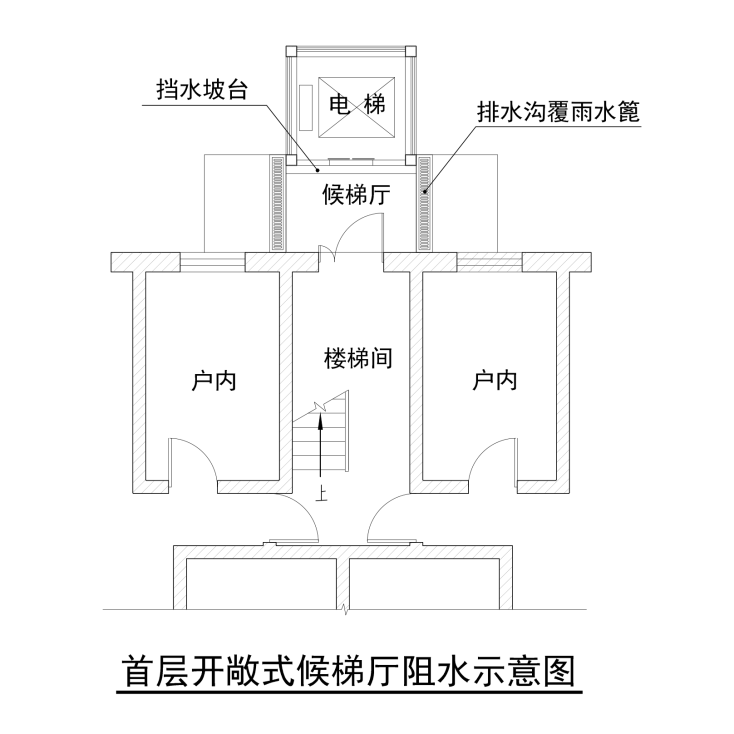 挡水坡台
电 梯
排水沟覆雨水篦
候梯厅
楼梯间
户内
户内
上
首层开敞式候梯厅阻水示意图